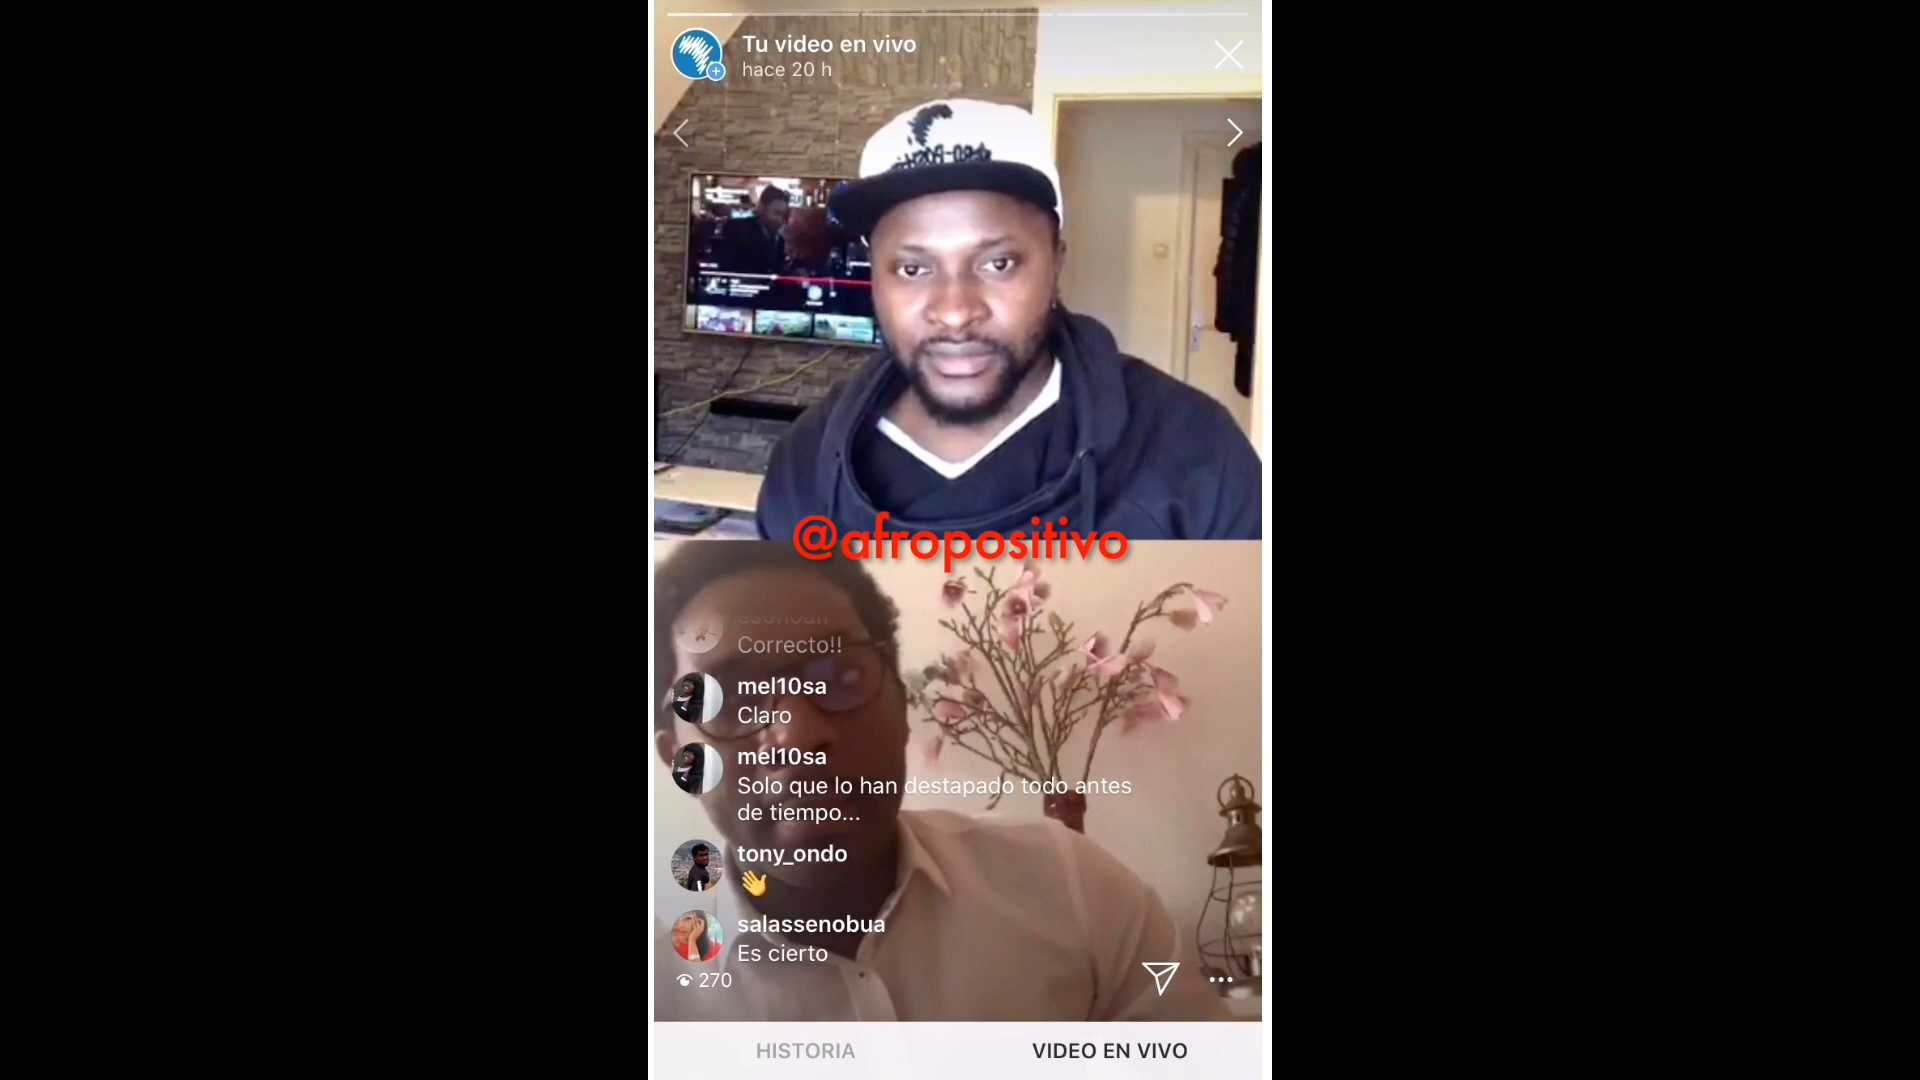 Tu video en vivo
hace 20 h
@afropositivo
Correcto!!
mel10sa
Claro
mel10sa
Solo que lo han destapado todo antes
de tiempo...
tony_ondo
👋
salassenobua
Es cierto
270
HISTORIA
VIDEO EN VIVO